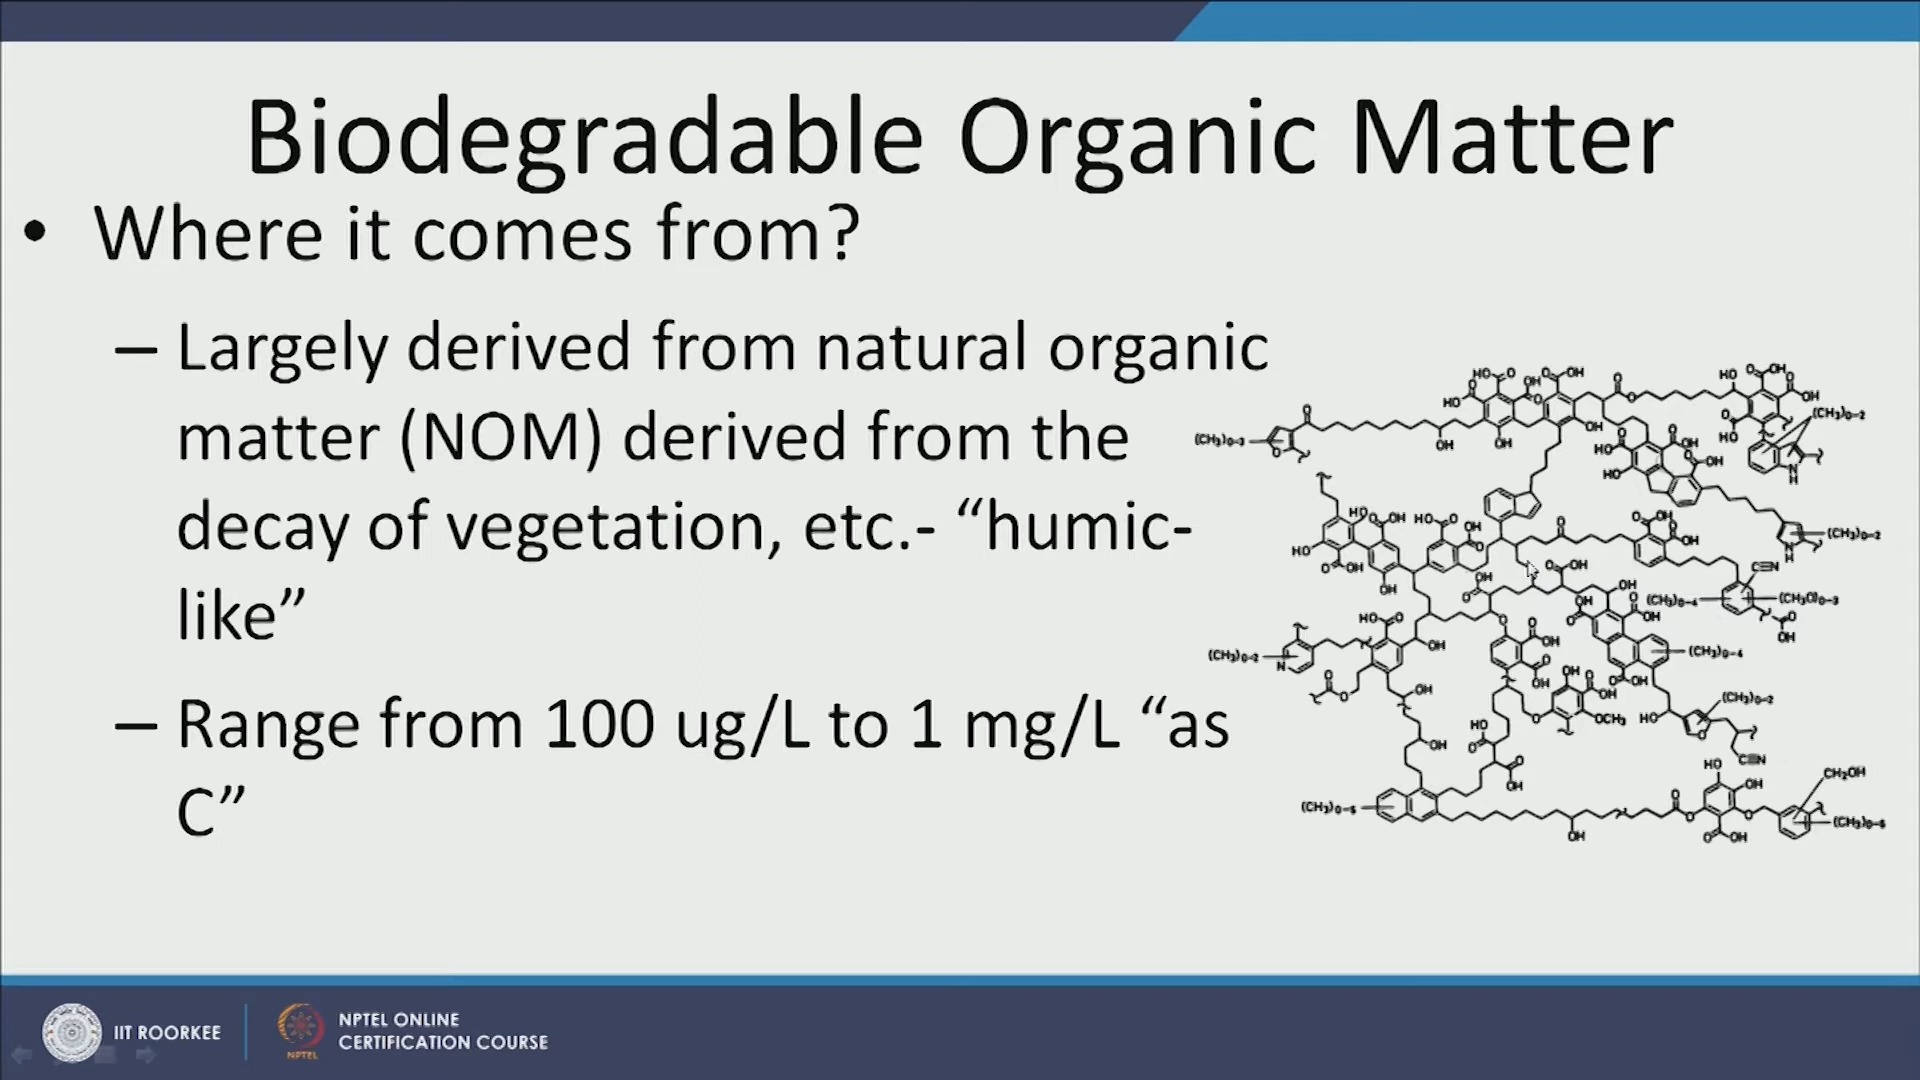 Biodegradable Organic Matter
• Where it comes from?
– Largely derived from natural organic
matter (NOM) derived from the
decay of vegetation, etc.- “humic-
like”
– Range from 100 ug/L to 1 mg/L “as
C”
IIT ROORKEE
NPTEL ONLINE
CERTIFICATION COURSE
NPTEL